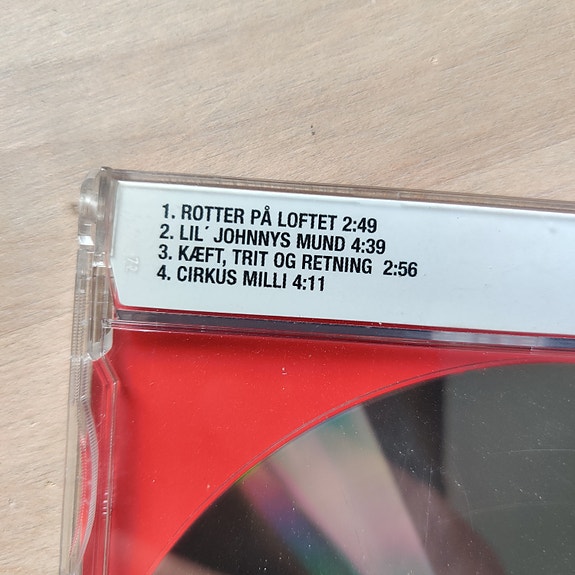 1. ROTTER PÅ LOFTET 2:49
2. LIL´ JOHNNYS MUND 4:39
3. KÆFT, TRIT OG RETNING 2:56
4. CIRKUS MILLI 4:11